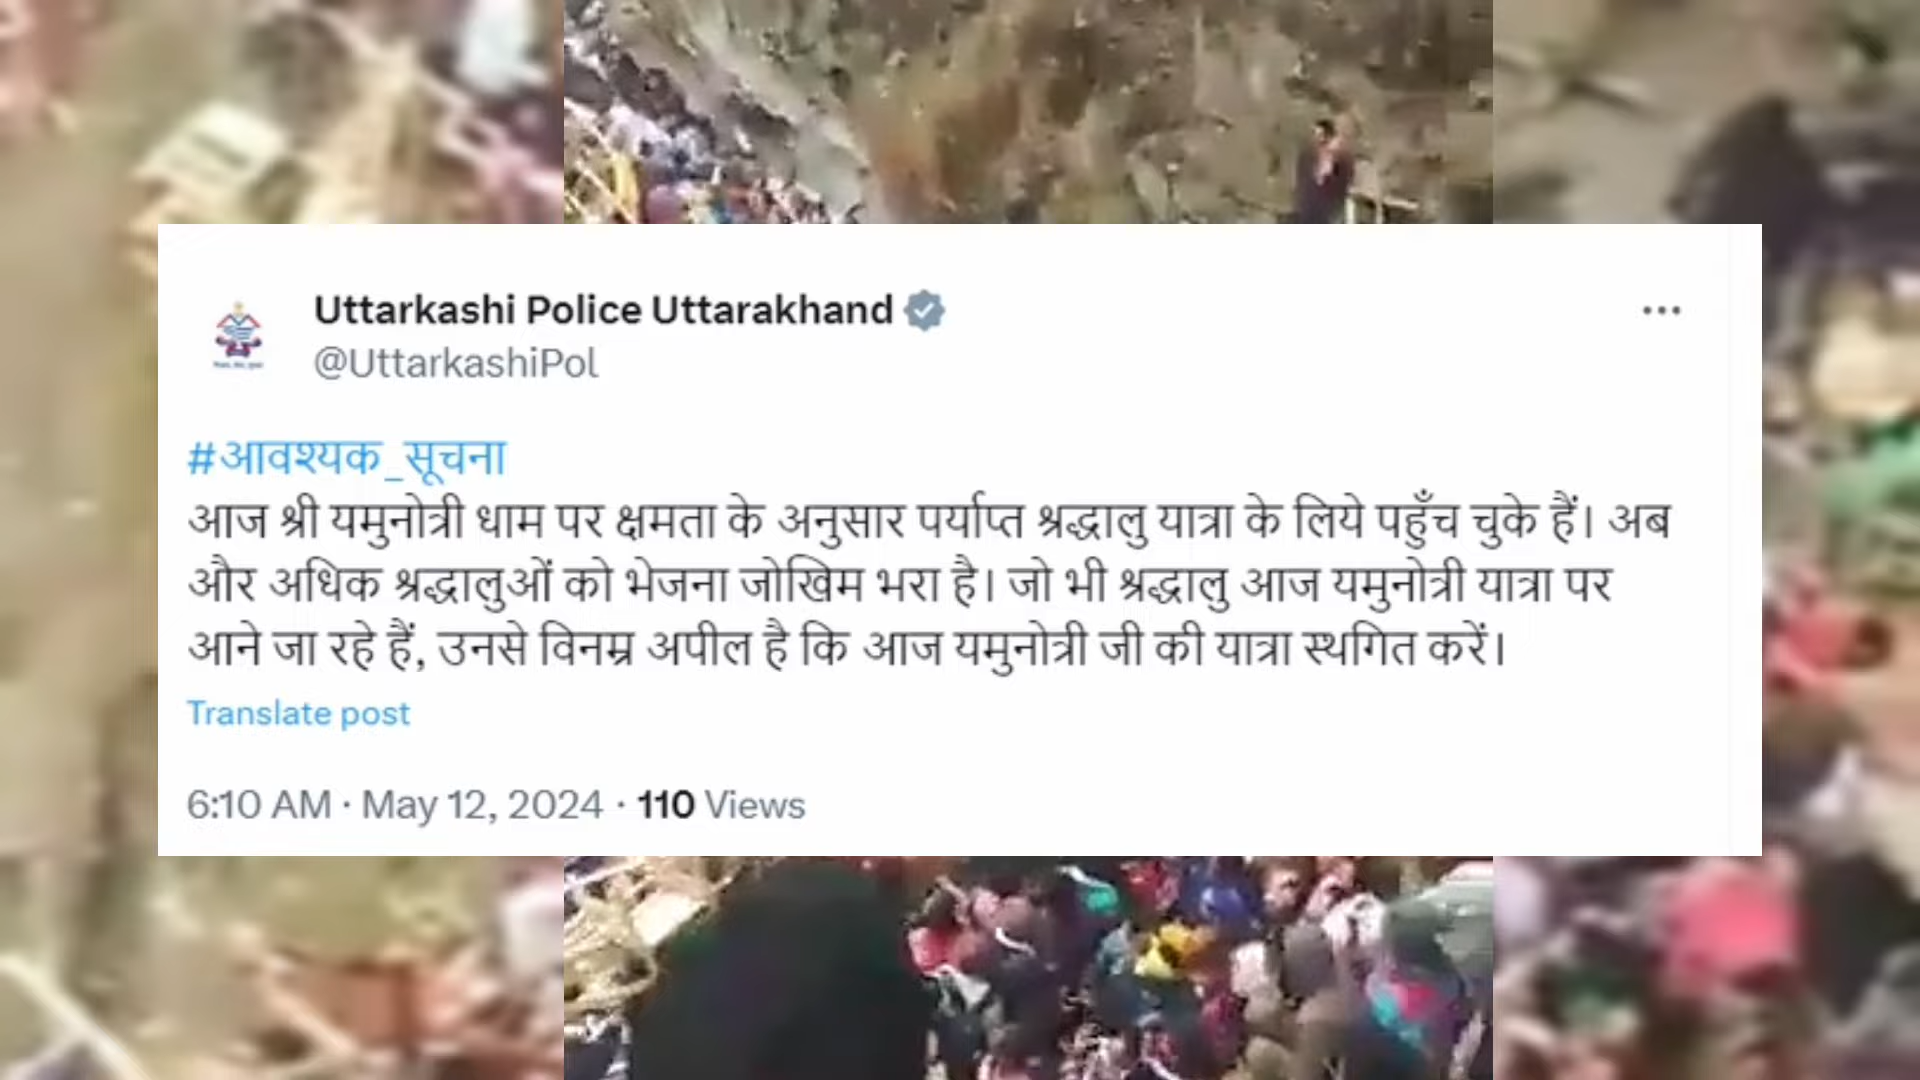 Uttarkashi Police Uttarakhand
@UttarkashiPol
#आवश्यक_सूचना
आज श्री यमुनोत्री धाम पर क्षमता के अनुसार पर्याप्त श्रद्धालु यात्रा के लिये पहुँच चुके हैं। अब
और अधिक श्रद्धालुओं को भेजना जोखिम भरा है। जो भी श्रद्धालु आज यमुनोत्री यात्रा पर
आने जा रहे हैं, उनसे विनम्र अपील है कि आज यमुनोत्री जी की यात्रा स्थगित करें।
Translate post
6:10 AM · May 12, 2024 · 110 Views